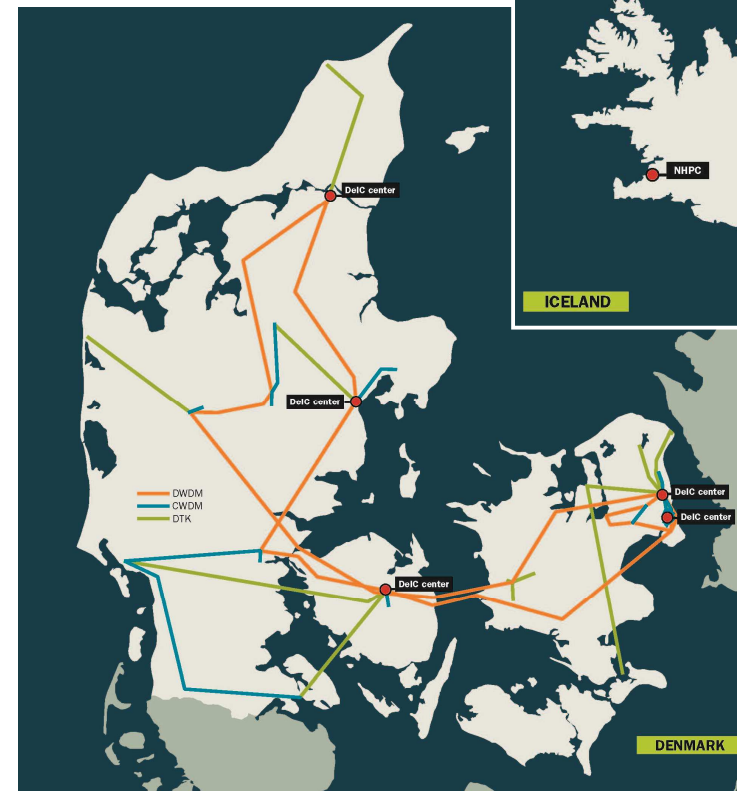 NHPC
DeIC center
ICELAND
DeIC center
DWDM
CWDM
DTK
DeIC center
DeIC center
DeIC center
DENMARK